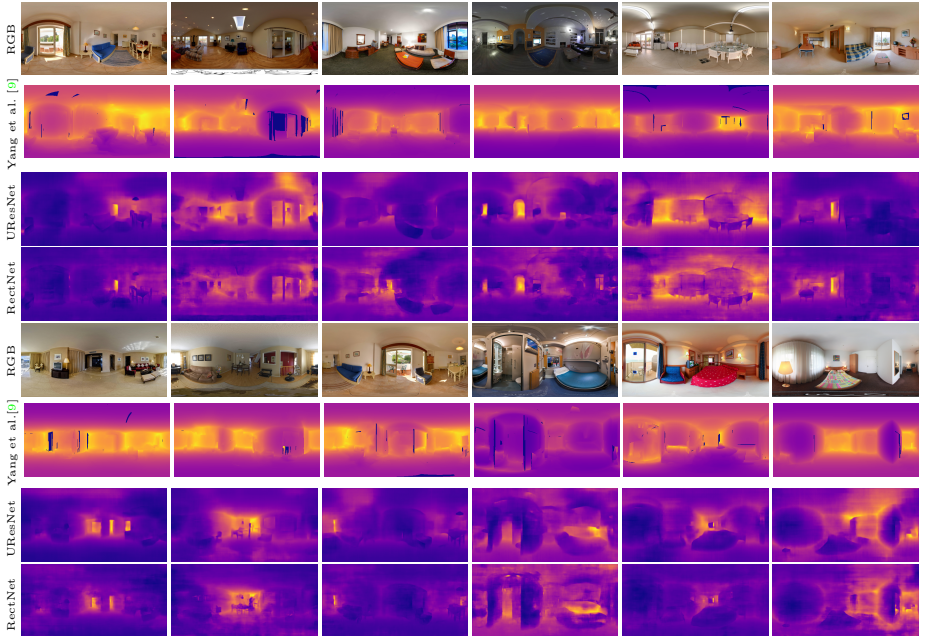 RGB
Yang et al. [9]
UResNet
RectNet
RGB
Yang et al.[9]
UResNet
RectNet